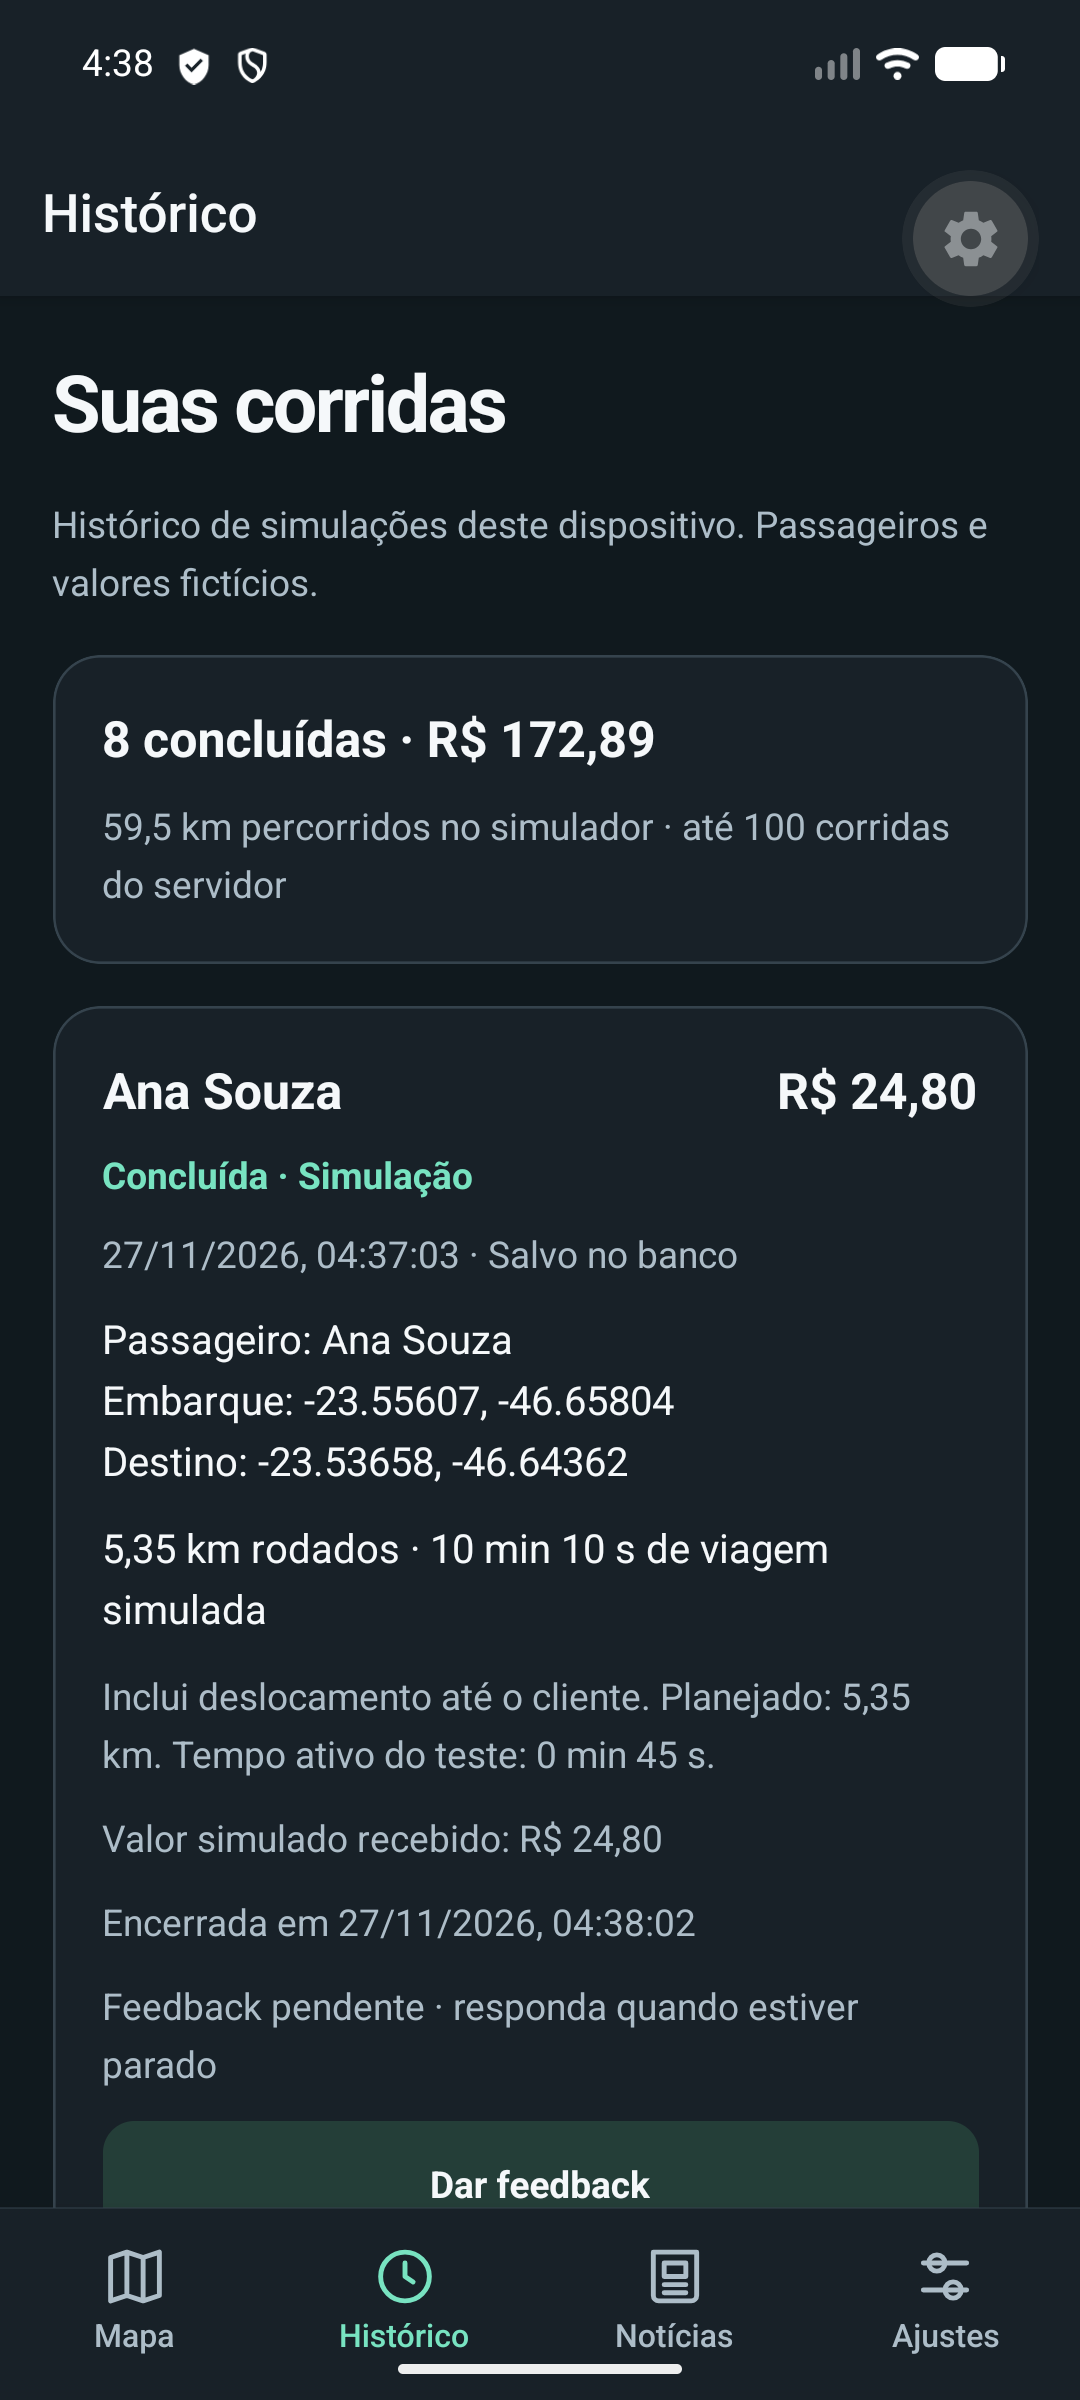 4:38
Histórico
Suas corridas
Histórico de simulações deste dispositivo. Passageiros e
valores fictícios.
8 concluídas · R$ 172,89
59,5 km percorridos no simulador · até 100 corridas
do servidor
Ana Souza R$ 24,80
Concluída · Simulação
27/11/2026, 04:37:03 · Salvo no banco
Passageiro: Ana Souza
Embarque: -23.55607, -46.65804
Destino: -23.53658, -46.64362
5,35 km rodados · 10 min 10 s de viagem
simulada
Inclui deslocamento até o cliente. Planejado: 5,35
km. Tempo ativo do teste: 0 min 45 s.
Valor simulado recebido: R$ 24,80
Encerrada em 27/11/2026, 04:38:02
Feedback pendente · responda quando estiver
parado
Dar feedback
Mapa Histórico Notícias Ajustes